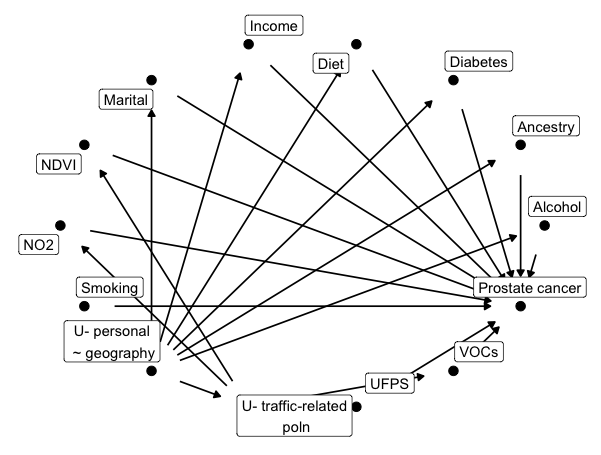 Income
Diet
Diabetes
Marital
Ancestry
NDVI
Alcohol
NO2
Smoking
Prostate cancer
U- personal
~ geography
VOCs
UFPS
U- traffic-related
poln